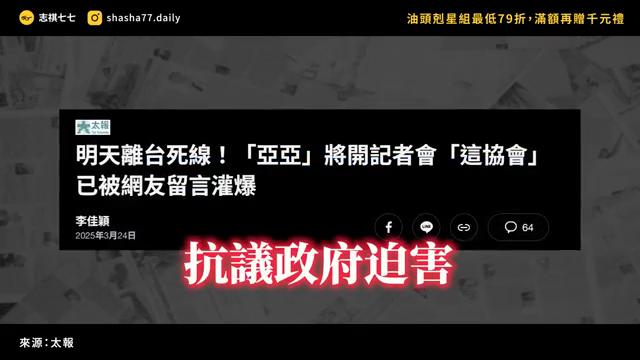 志祺七七
shasha77.daily
油頭剋星組最低79折,滿額再贈千元禮
太報
明天離台死線!「亞亞」將開記者會「這協會」
已被網友留言灌爆
李佳穎
2025年3月24日
64
抗議政府迫害
來源:太報